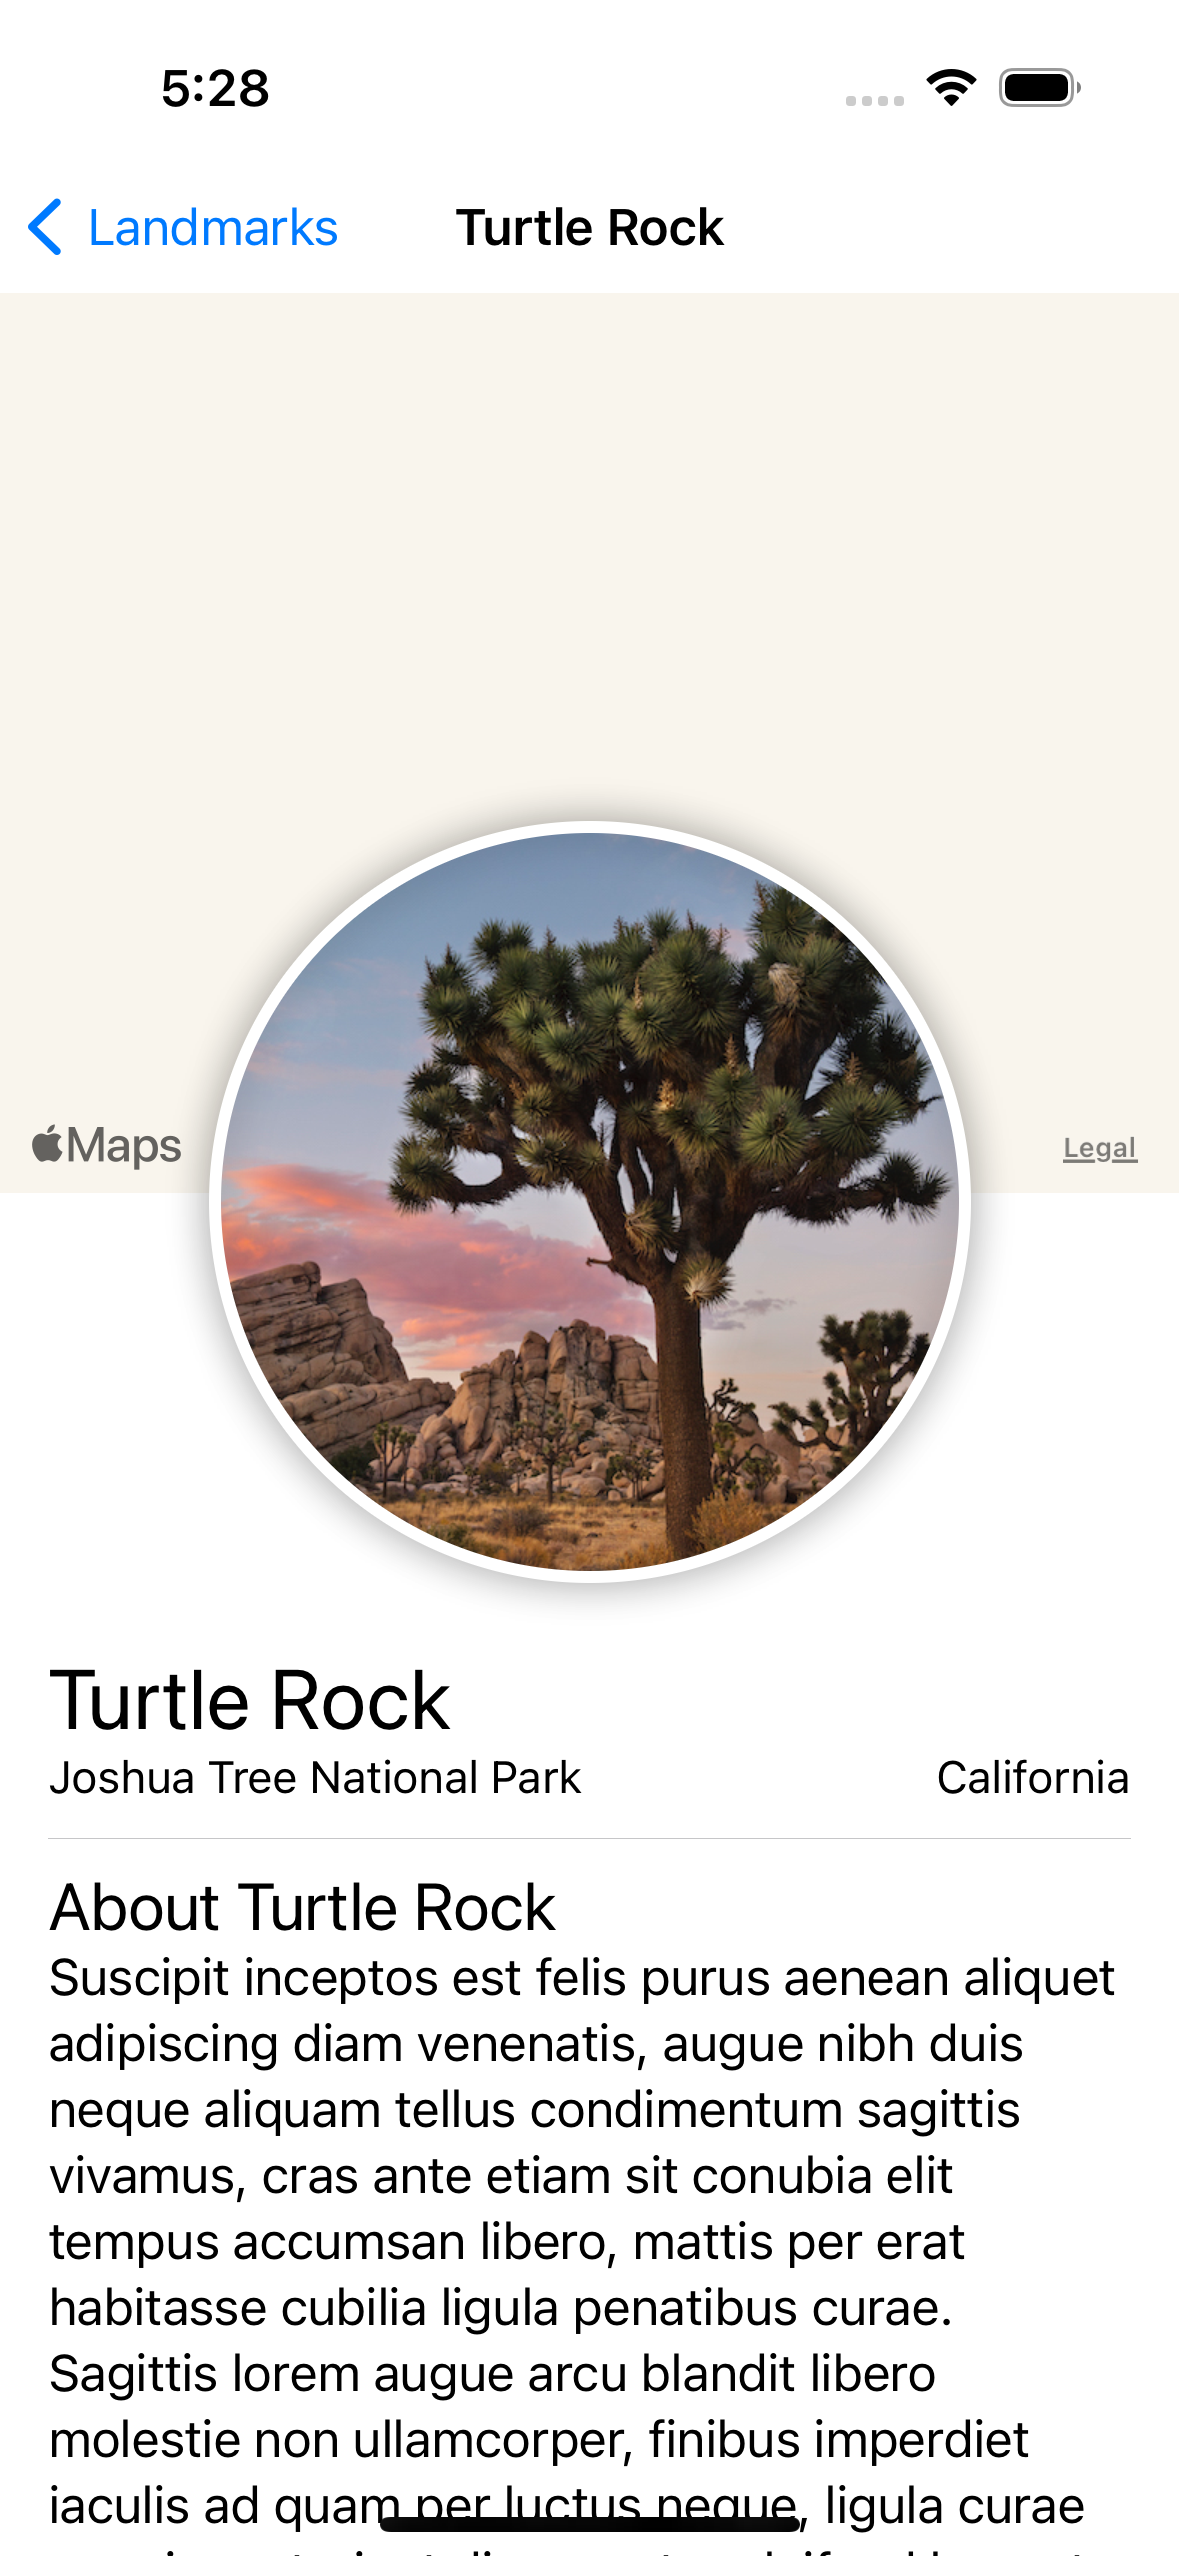 5:28
Landmarks
Turtle Rock
Maps
Legal
Turtle Rock
Joshua Tree National Park
California
About Turtle Rock
Suscipit inceptos est felis purus aenean aliquet
adipiscing diam venenatis, augue nibh duis
neque aliquam tellus condimentum sagittis
vivamus, cras ante etiam sit conubia elit
tempus accumsan libero, mattis per erat
habitasse cubilia ligula penatibus curae.
Sagittis lorem augue arcu blandit libero
molestie non ullamcorper, finibus imperdiet
iaculis ad quam per luctus neque, ligula curae